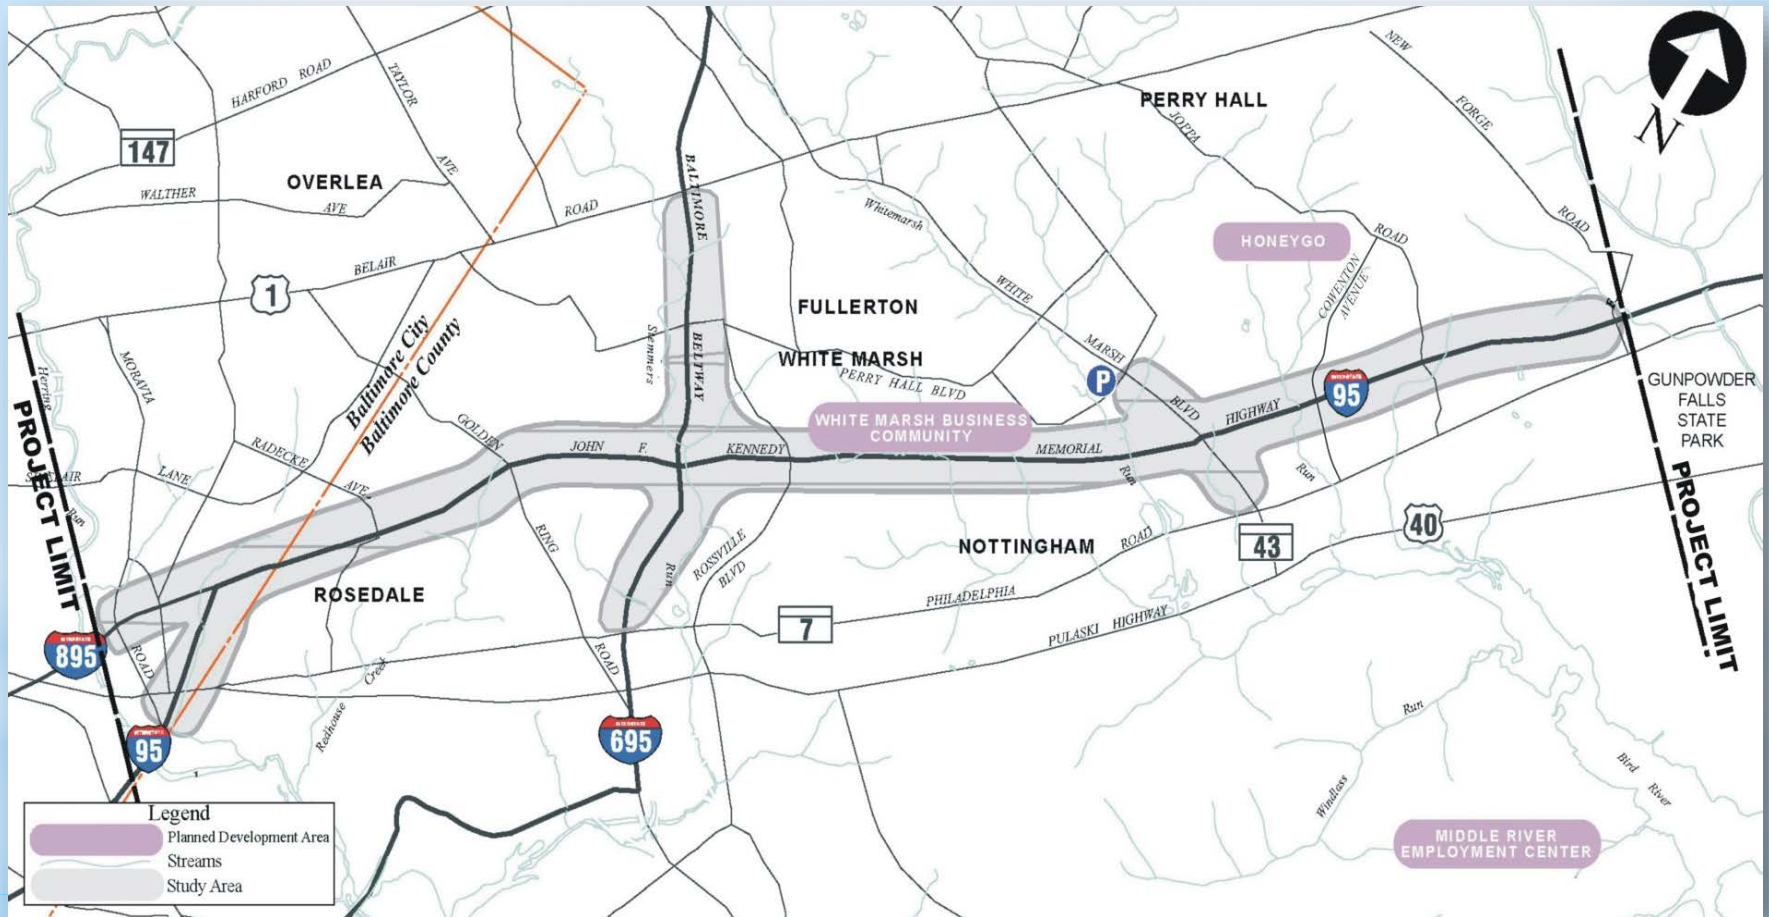 NEW
FORGE
ROAD
N
PERRY HALL
JOPPA
ROAD
HARFORD ROAD
TAYLOR
AVE
147
OVERLEA
WALTHER
AVE
ROAD
BELAIR
1
BALTIMORE
BELTWAY
Whitemarsh
WHITE
MARSH
BLVD
HONEYGO
COWENTON
AVENUE
FULLERTON
WHITE MARSH
PERRY HALL BLVD
WHITE MARSH BUSINESS
COMMUNITY
P
Baltimore City
Baltimore County
Stemmers
Run
Herring
Run
MORAVIA
ROAD
PROJECT LIMIT
SINCLAIR
LANE
RADECKE
AVE
GOLDEN
RING
ROAD
JOHN F. KENNEDY MEMORIAL HIGHWAY
95
GUNPOWDER
FALLS
STATE
PARK
PROJECT LIMIT
Run
Run
ROSSVILLE
BLVD
NOTTINGHAM
43
40
ROSEDALE
PHILADELPHIA
ROAD
7
PULASKI HIGHWAY
895
Redhouse
Creek
95
695
Windlass
Run
Bird
River
MIDDLE RIVER
EMPLOYMENT CENTER
Legend
Planned Development Area
Streams
Study Area